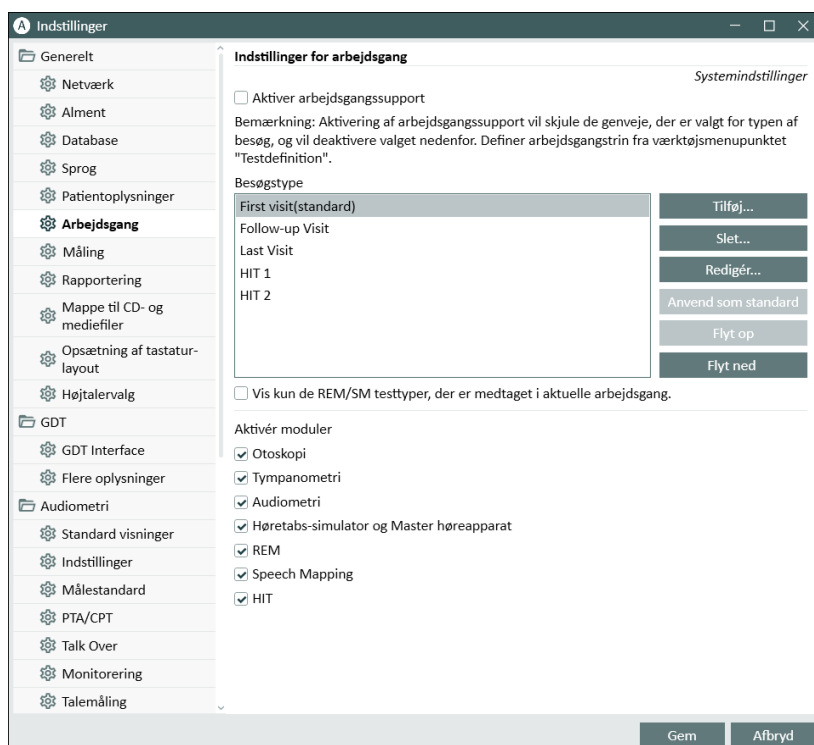 A Indstillinger
Generelt
Netværk
Alment
Database
Sprog
Patientoplysninger
Arbejdsgang
Måling
Rapportering
Mappe til CD- og
mediefiler
Opsætning af tastatur-
layout
Højtalervalg
GDT
GDT Interface
Flere oplysninger
Audiometri
Standard visninger
Indstillinger
Målestandard
PTA/CPT
Talk Over
Monitorering
Talemåling
Indstillinger for arbejdsgang
Systemindstillinger
Aktiver arbejdsgangssupport
Bemærkning: Aktivering af arbejdsgangssupport vil skjule de genveje, der er valgt for typen af
besøg, og vil deaktivere valget nedenfor. Definer arbejdsgangstrin fra værktøjsmenupunktet
"Testdefinition".
Besøgstype
First visit(standard)
Follow-up Visit
Last Visit
HIT 1
HIT 2
Tilføj...
Slet...
Redigér...
Anvend som standard
Flyt op
Flyt ned
Vis kun de REM/SM testtyper, der er medtaget i aktuelle arbejdsgang.
Aktivér moduler
Otoskopi
Tympanometri
Audiometri
Høretabs-simulator og Master høreapparat
REM
Speech Mapping
HIT
Gem
Afbryd